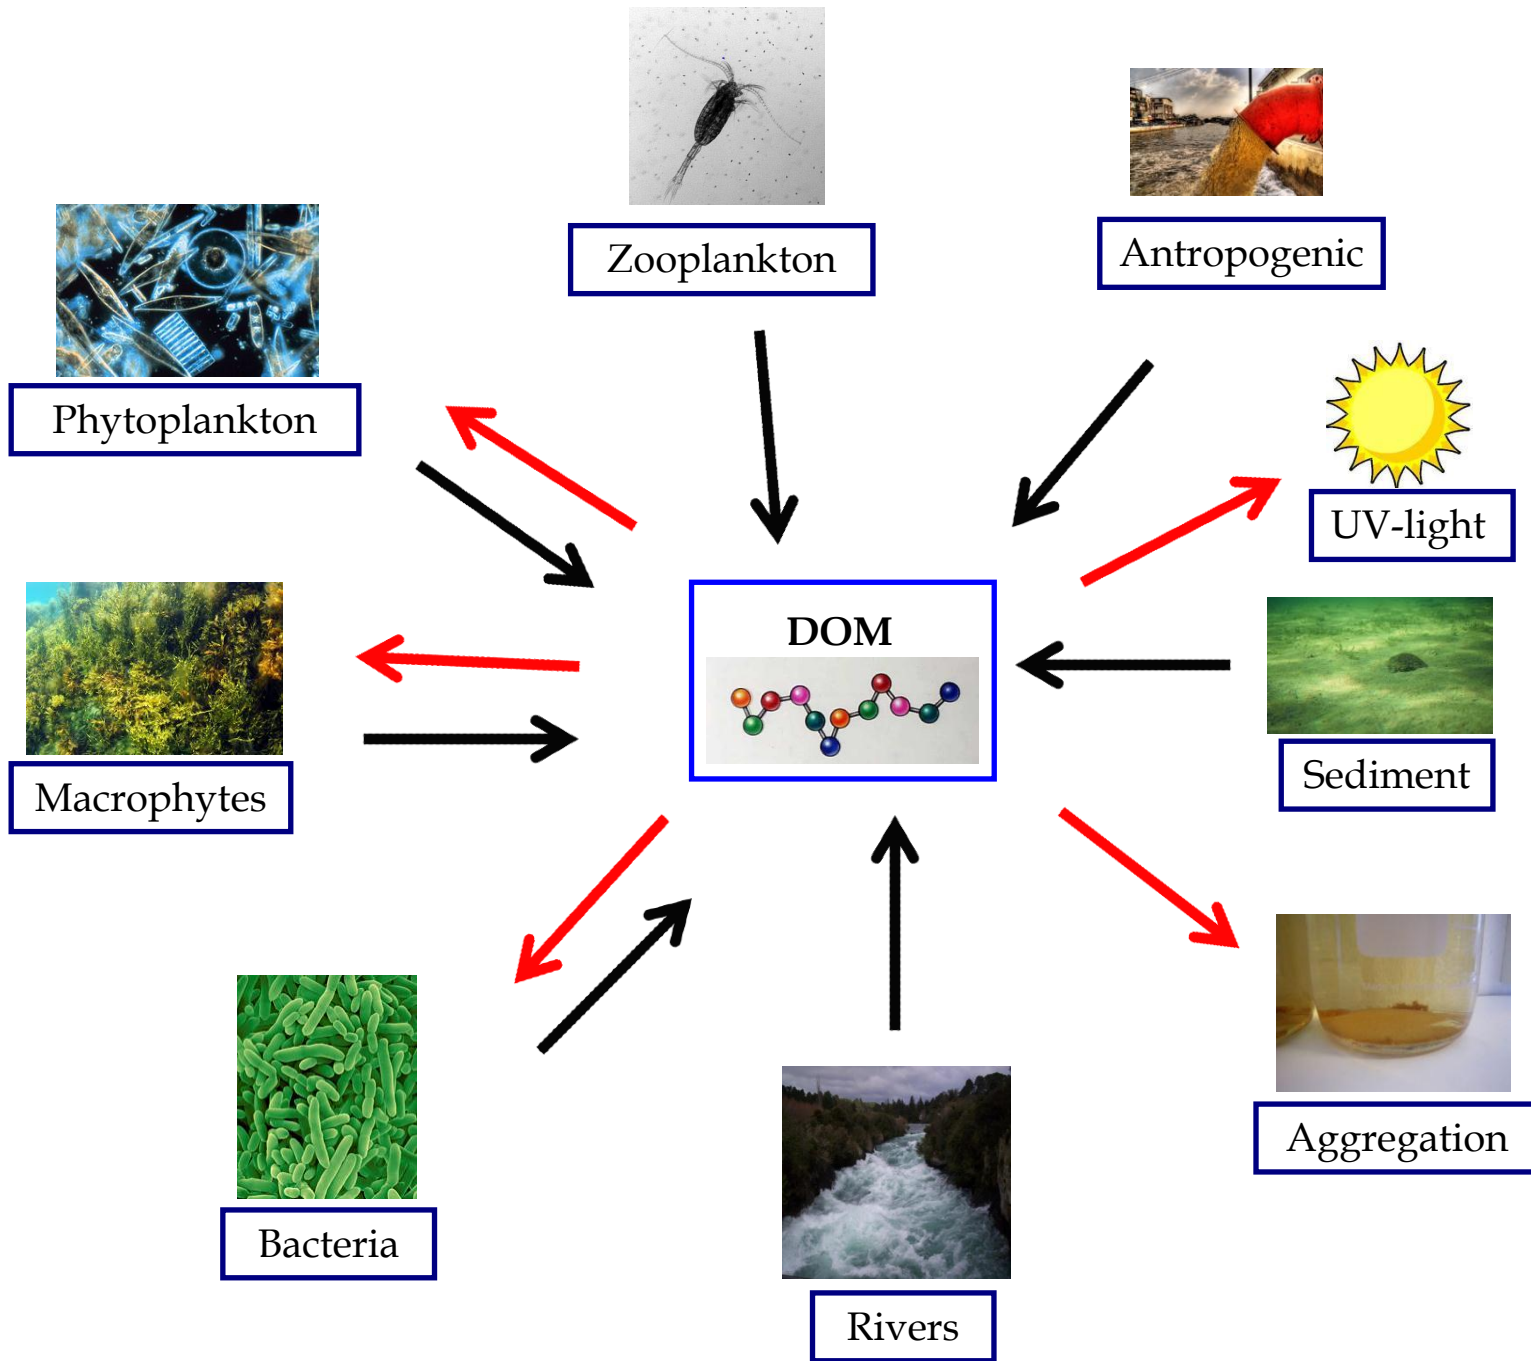 Zooplankton
Antropogenic
Phytoplankton
UV-light
DOM
Macrophytes
Sediment
Aggregation
Bacteria
Rivers